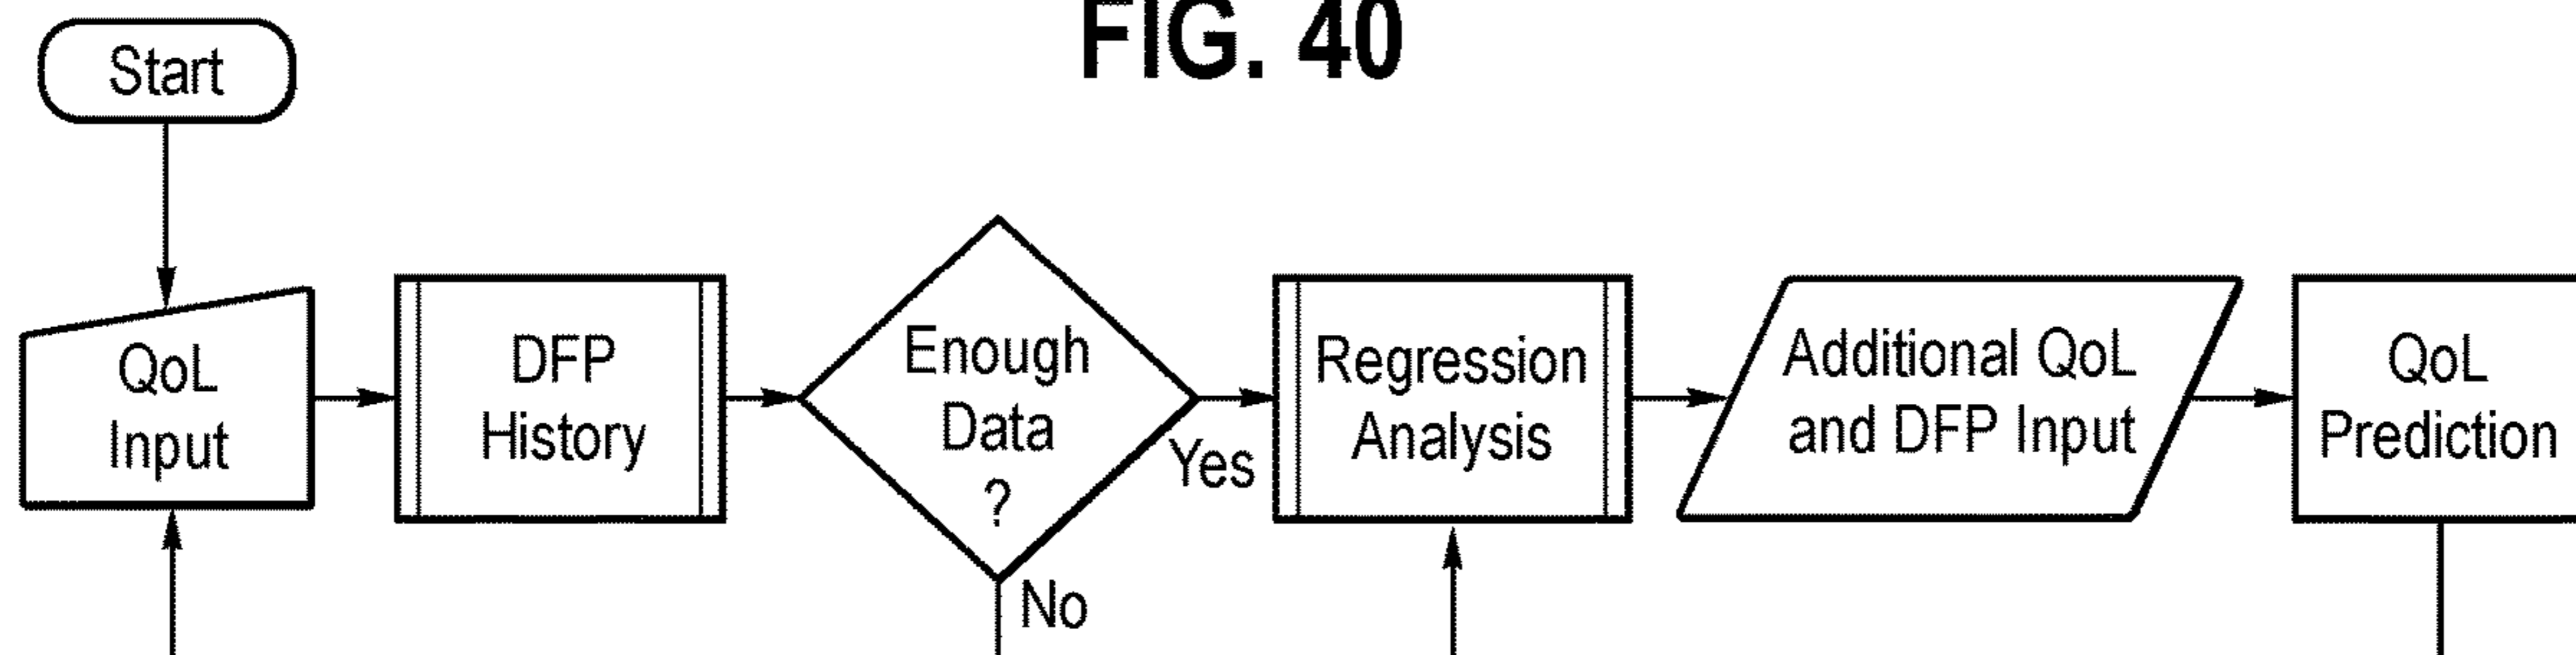 FIG. 40
Start
QoL
Input
DFP
History
Enough
Data
?
Yes
No
Regression
Analysis
Additional QoL
and DFP Input
QoL
Prediction